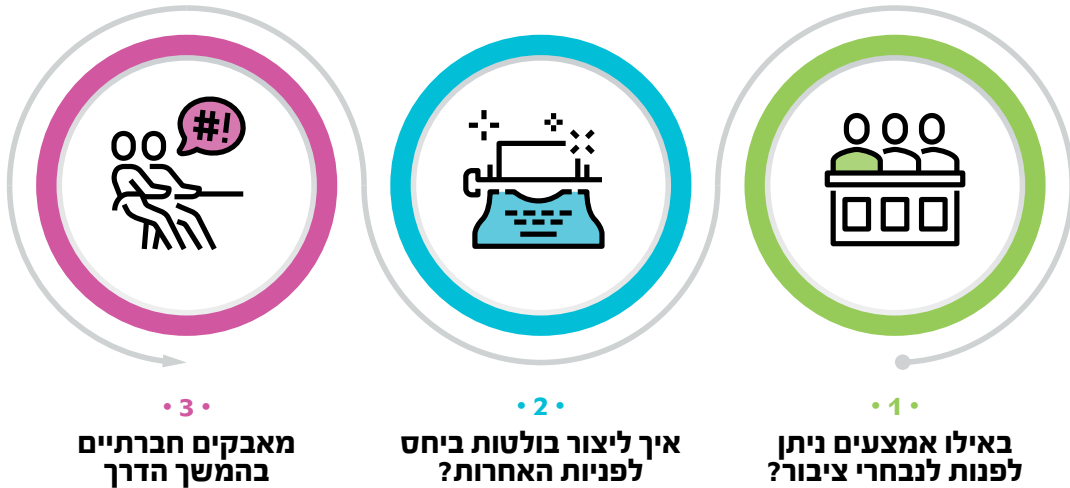 #!
• 1 •
באילו אמצעים ניתן
לפנות לנבחרי ציבור?
• 2 •
איך ליצור בולטות ביחס
לפניות האחרות?
• 3 •
מאבקים חברתיים
בהמשך הדרך